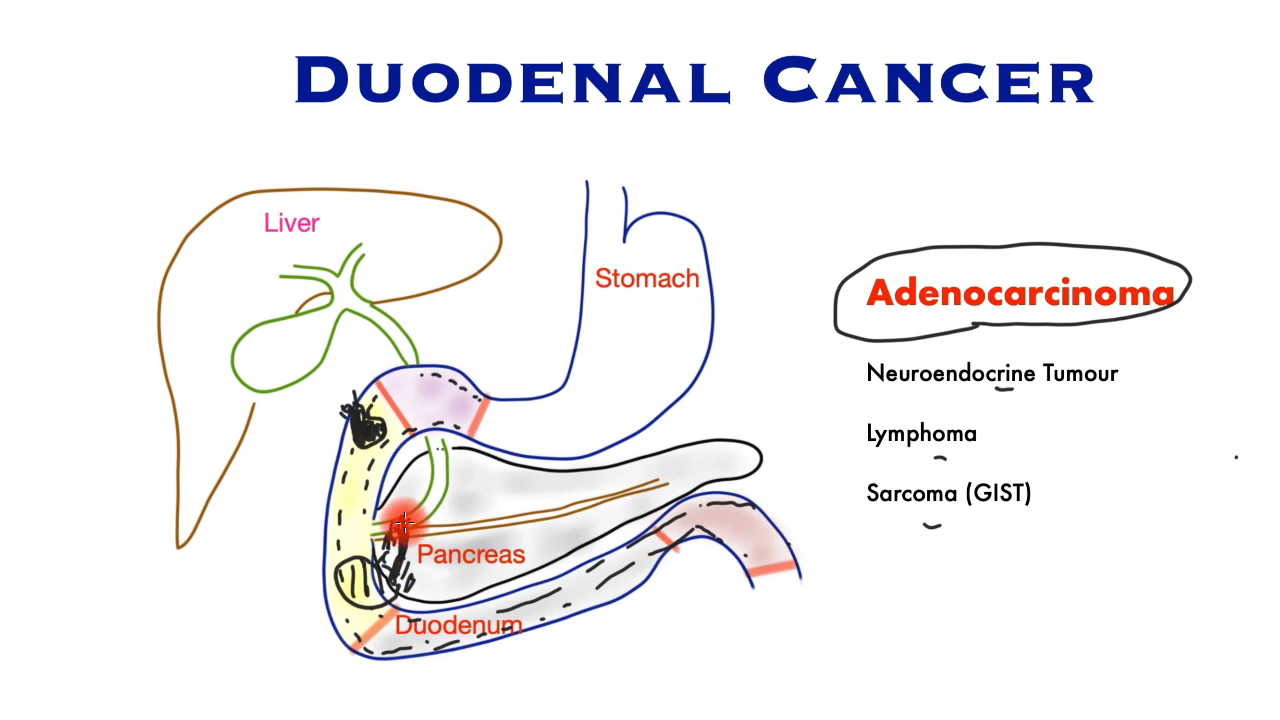 DUODENAL CANCER
Liver
Stomach
Adenocarcinoma
Neuroendocrine Tumour
Lymphoma
Sarcoma (GIST)
Pancreas
Duodenum